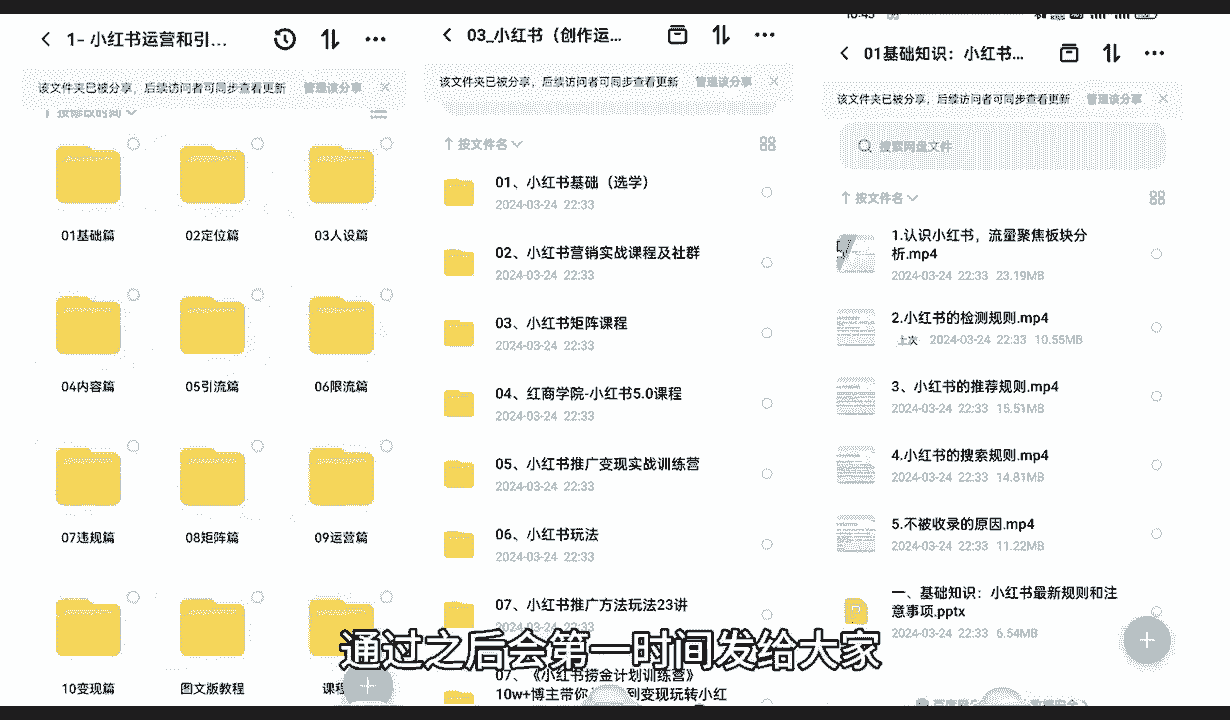 1- 小红书运营和引...
该文件夹已被分享，后续访问者可同步查看更新 管理该分享
按修改时间
01基础篇 02定位篇 03人设篇
04内容篇 05引流篇 06限流篇
07违规篇 08矩阵篇 09运营篇
10变现篇 图文版教程 课程
03_小红书（创作运...
该文件夹已被分享，后续访问者可同步查看更新 管理该分享
按文件名
01、小红书基础（选学）
2024-03-24 22:33
02、小红书营销实战课程及社群
2024-03-24 22:33
03、小红书矩阵课程
2024-03-24 22:33
04、红商学院-小红书5.0课程
2024-03-24 22:33
05、小红书推广变现实战训练营
2024-03-24 22:33
06、小红书玩法
2024-03-24 22:33
07、小红书推广方法玩法23讲
2024-03-24 22:33
07、《小红书捞金计划训练营》
10w+博主带你 到变现玩转小红
10:45
01基础知识：小红书...
该文件夹已被分享，后续访问者可同步查看更新 管理该分享
搜索网盘文件
按文件名
1.认识小红书，流量聚焦板块分
析.mp4
2024-03-24 22:33 23.19MB
2.小红书的检测规则.mp4
上次 2024-03-24 22:33 10.55MB
3、小红书的推荐规则.mp4
2024-03-24 22:33 15.51MB
4.小红书的搜索规则.mp4
2024-03-24 22:33 14.81MB
5.不被收录的原因.mp4
2024-03-24 22:33 11.22MB
一、基础知识：小红书最新规则和注
意事项.pptx
2024-03-24 22:33 6.54MB
通过之后会第一时间发给大家